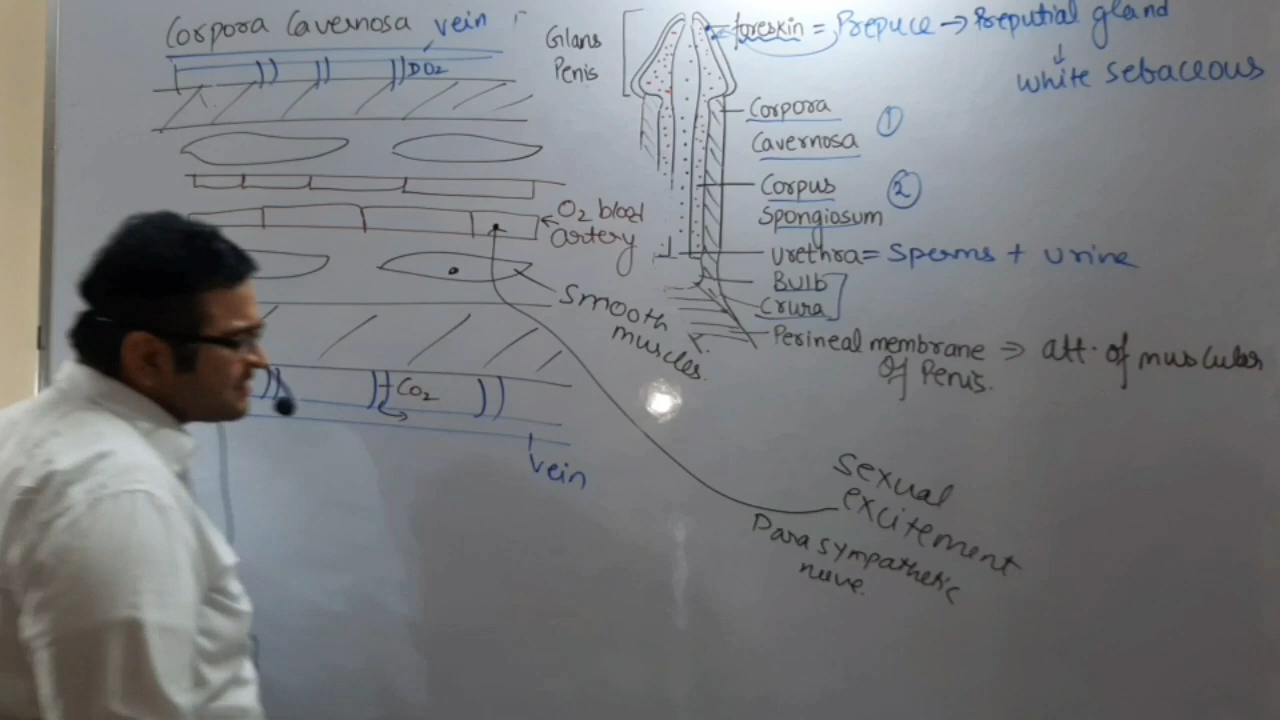 Corpora Cavernosa
vein
DO2
O2 blood
artery
Smooth
muscles.
CO2
vein
Glans
Penis
foreskin = Prepuce → Preputial gland
↓
white sebaceous
Corpora
Cavernosa
①
Corpus
Spongiosum
②
Urethra = Sperms + Urine
Bulb
Crura
Perineal membrane ⇒ att. of muscular
Of Penis.
sexual
excitement
Parasympathetic
nerve.